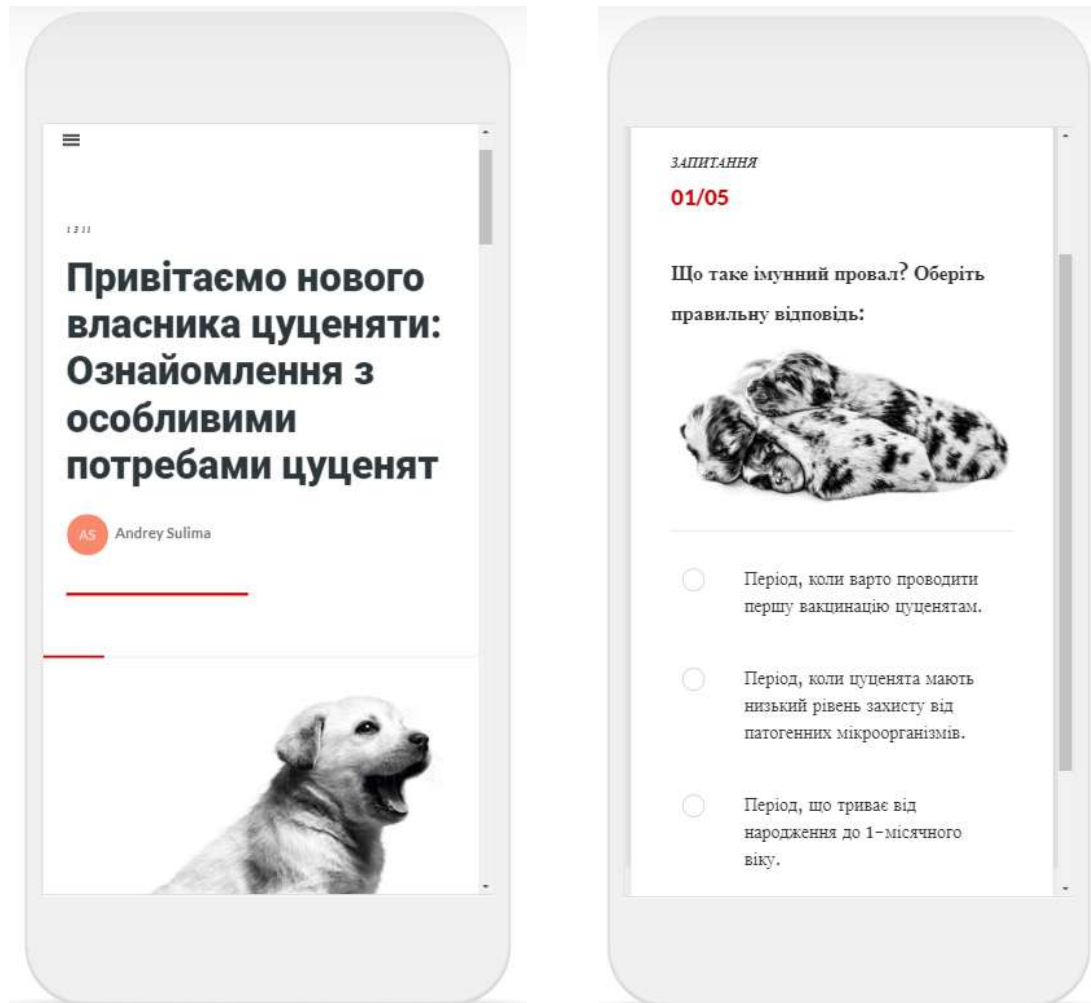 1 З 11
Привітаємо нового
власника цуценяти:
Ознайомлення з
особливими
потребами цуценят
AS Andrey Sulima
ЗАПИТАННЯ
01/05
Що таке імунний провал? Оберіть
правильну відповідь:
Період, коли варто проводити
першу вакцинацію цуценятам.
Період, коли цуценята мають
низький рівень захисту від
патогенних мікроорганізмів.
Період, що триває від
народження до 1-місячного
віку.